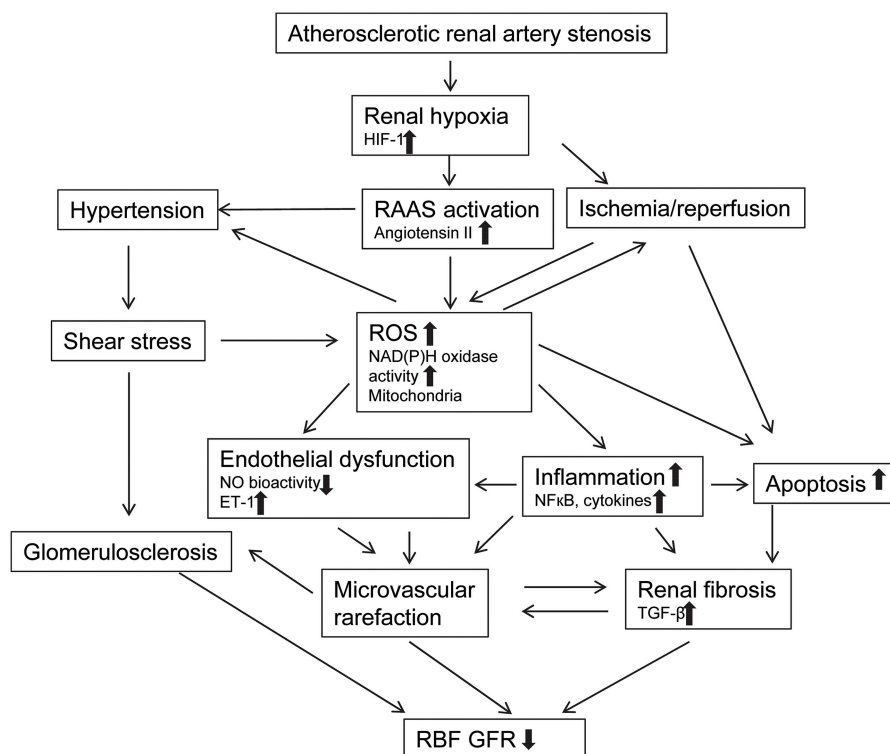 Atherosclerotic renal artery stenosis
Renal hypoxia
HIF-1
Hypertension
RAAS activation
Angiotensin II
Ischemia/reperfusion
Shear stress
ROS
NAD(P)H oxidase
activity
Mitochondria
Endothelial dysfunction
NO bioactivity
ET-1
Inflammation
NFκB, cytokines
Apoptosis
Glomerulosclerosis
Microvascular
rarefaction
Renal fibrosis
TGF-β
RBF GFR